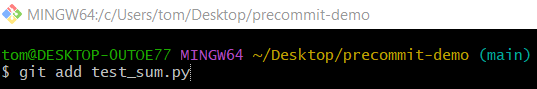 MINGW64:/c/Users/tom/Desktop/precommit-demo
tom@DESKTOP-OUTOE77 MINGW64 ~/Desktop/precommit-demo (main)
$ git add test_sum.py